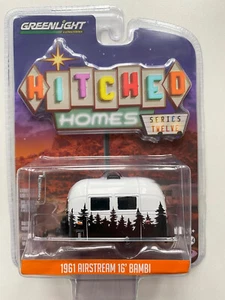 GREENLIGHT
HITCHED
HOMES
SERIES
TWELVE
1961 AIRSTREAM 16' BAMBI